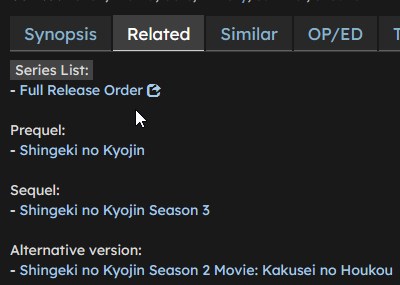 Synopsis Related Similar OP/ED
Series List:
- Full Release Order
Prequel:
- Shingeki no Kyojin
Sequel:
- Shingeki no Kyojin Season 3
Alternative version:
- Shingeki no Kyojin Season 2 Movie: Kakusei no Houkou